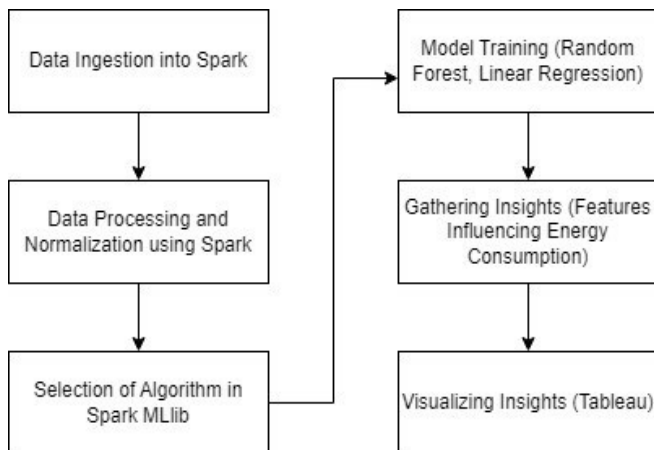 Data Ingestion into Spark
Data Processing and
Normalization using Spark
Selection of Algorithm in
Spark MLlib
Model Training (Random
Forest, Linear Regression)
Gathering Insights (Features
Influencing Energy
Consumption)
Visualizing Insights (Tableau)